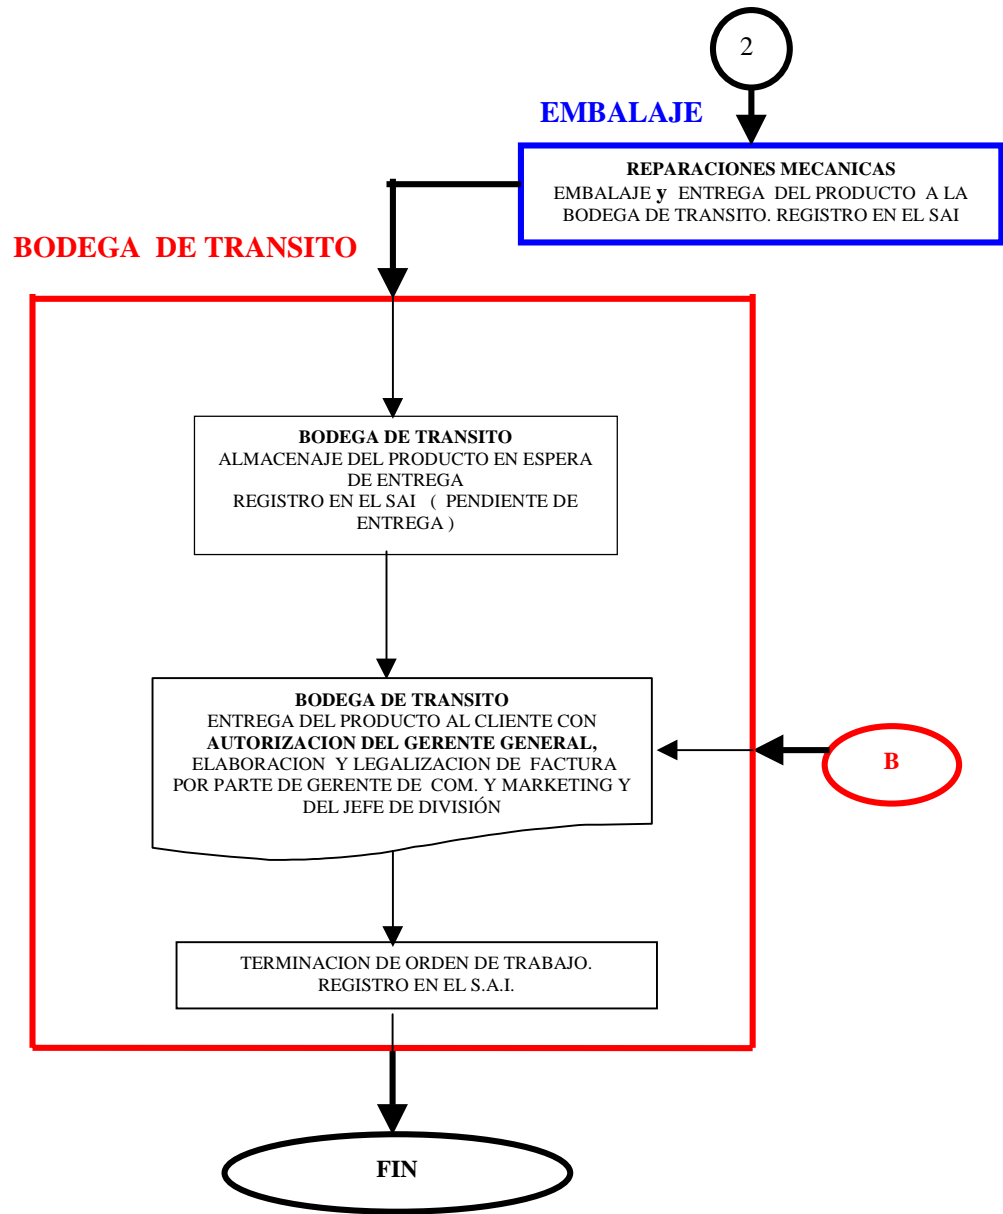 2
EMBALAJE
REPARACIONES MECANICAS
EMBALAJE y ENTREGA DEL PRODUCTO A LA
BODEGA DE TRANSITO. REGISTRO EN EL SAI
BODEGA DE TRANSITO
BODEGA DE TRANSITO
ALMACENAJE DEL PRODUCTO EN ESPERA
DE ENTREGA
REGISTRO EN EL SAI ( PENDIENTE DE
ENTREGA )
BODEGA DE TRANSITO
ENTREGA DEL PRODUCTO AL CLIENTE CON
AUTORIZACION DEL GERENTE GENERAL,
ELABORACION Y LEGALIZACION DE FACTURA
POR PARTE DE GERENTE DE COM. Y MARKETING Y
DEL JEFE DE DIVISIÓN
B
TERMINACION DE ORDEN DE TRABAJO.
REGISTRO EN EL S.A.I.
FIN